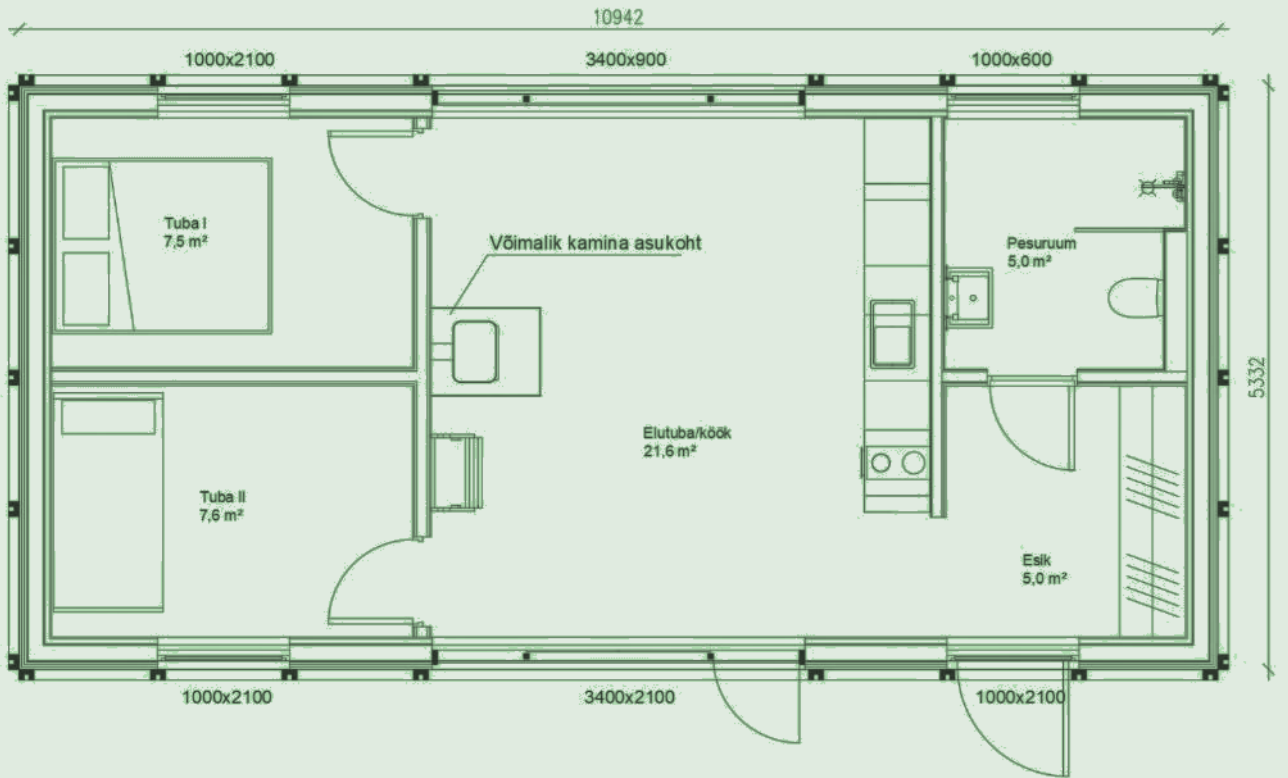 10942
1000x2100
3400x900
1000x600
Tuba I
7,5 m²
Võimalik kamina asukoht
Pesuruum
5,0 m²
5332
Elutuba/köök
21,6 m²
Tuba II
7,6 m²
Esik
5,0 m²
1000x2100
3400x2100
1000x2100